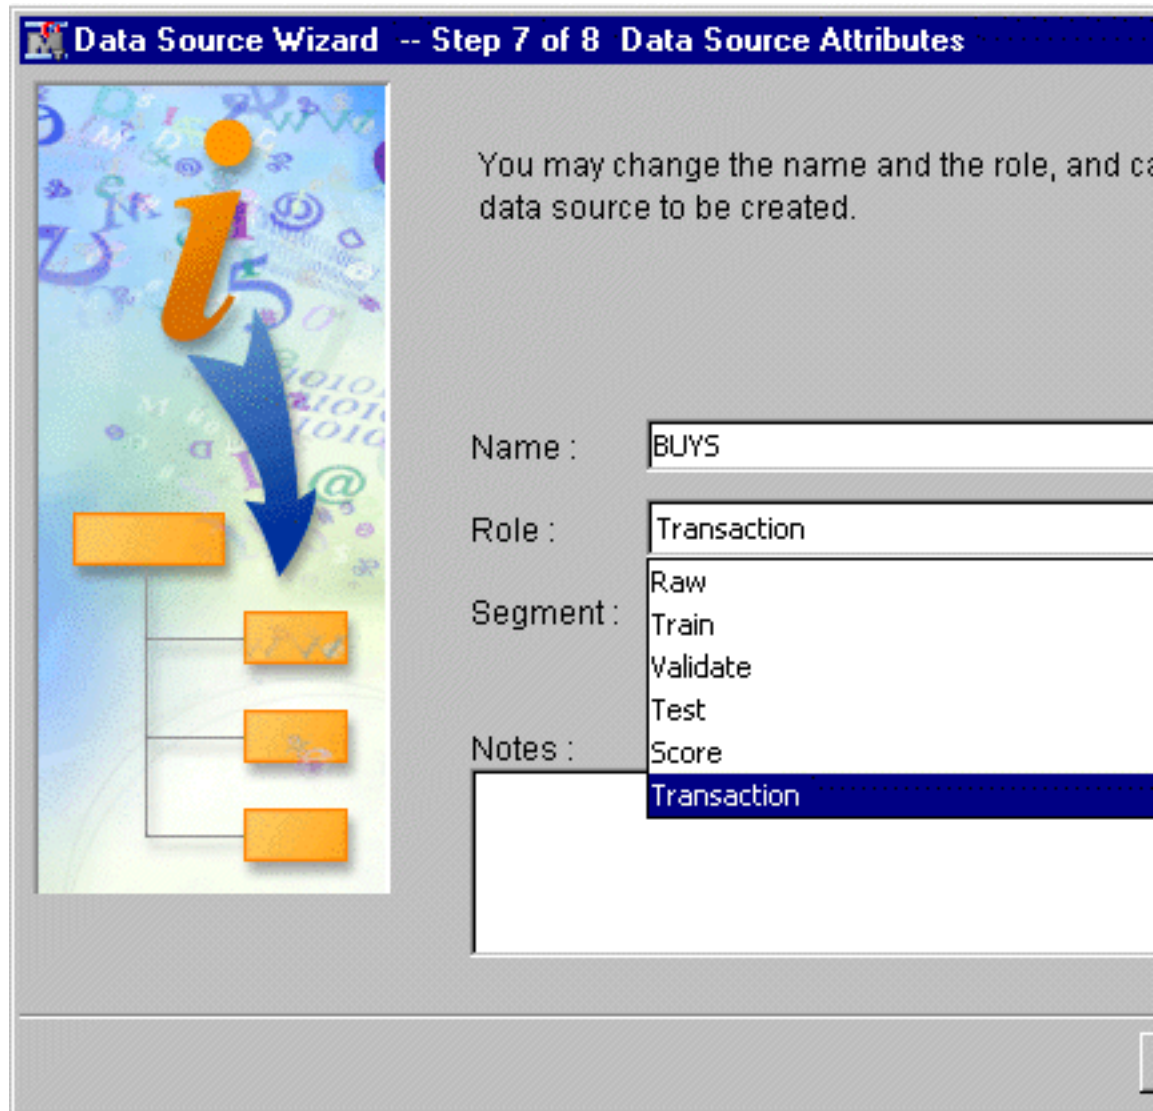 Data Source Wizard -- Step 7 of 8 Data Source Attributes
You may change the name and the role, and
data source to be created.
Name : BUYS
Role : Transaction
Raw
Segment :
Train
Validate
Test
Notes :
Score
Transaction